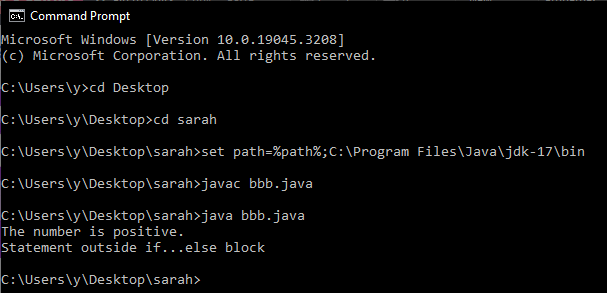 Command Prompt
Microsoft Windows [Version 10.0.19045.3208]
(c) Microsoft Corporation. All rights reserved.
C:\Users\y>cd Desktop
C:\Users\y\Desktop>cd sarah
C:\Users\y\Desktop\sarah>set path=%path%;C:\Program Files\Java\jdk-17\bin
C:\Users\y\Desktop\sarah>javac bbb.java
C:\Users\y\Desktop\sarah>java bbb.java
The number is positive.
Statement outside if...else block
C:\Users\y\Desktop\sarah>